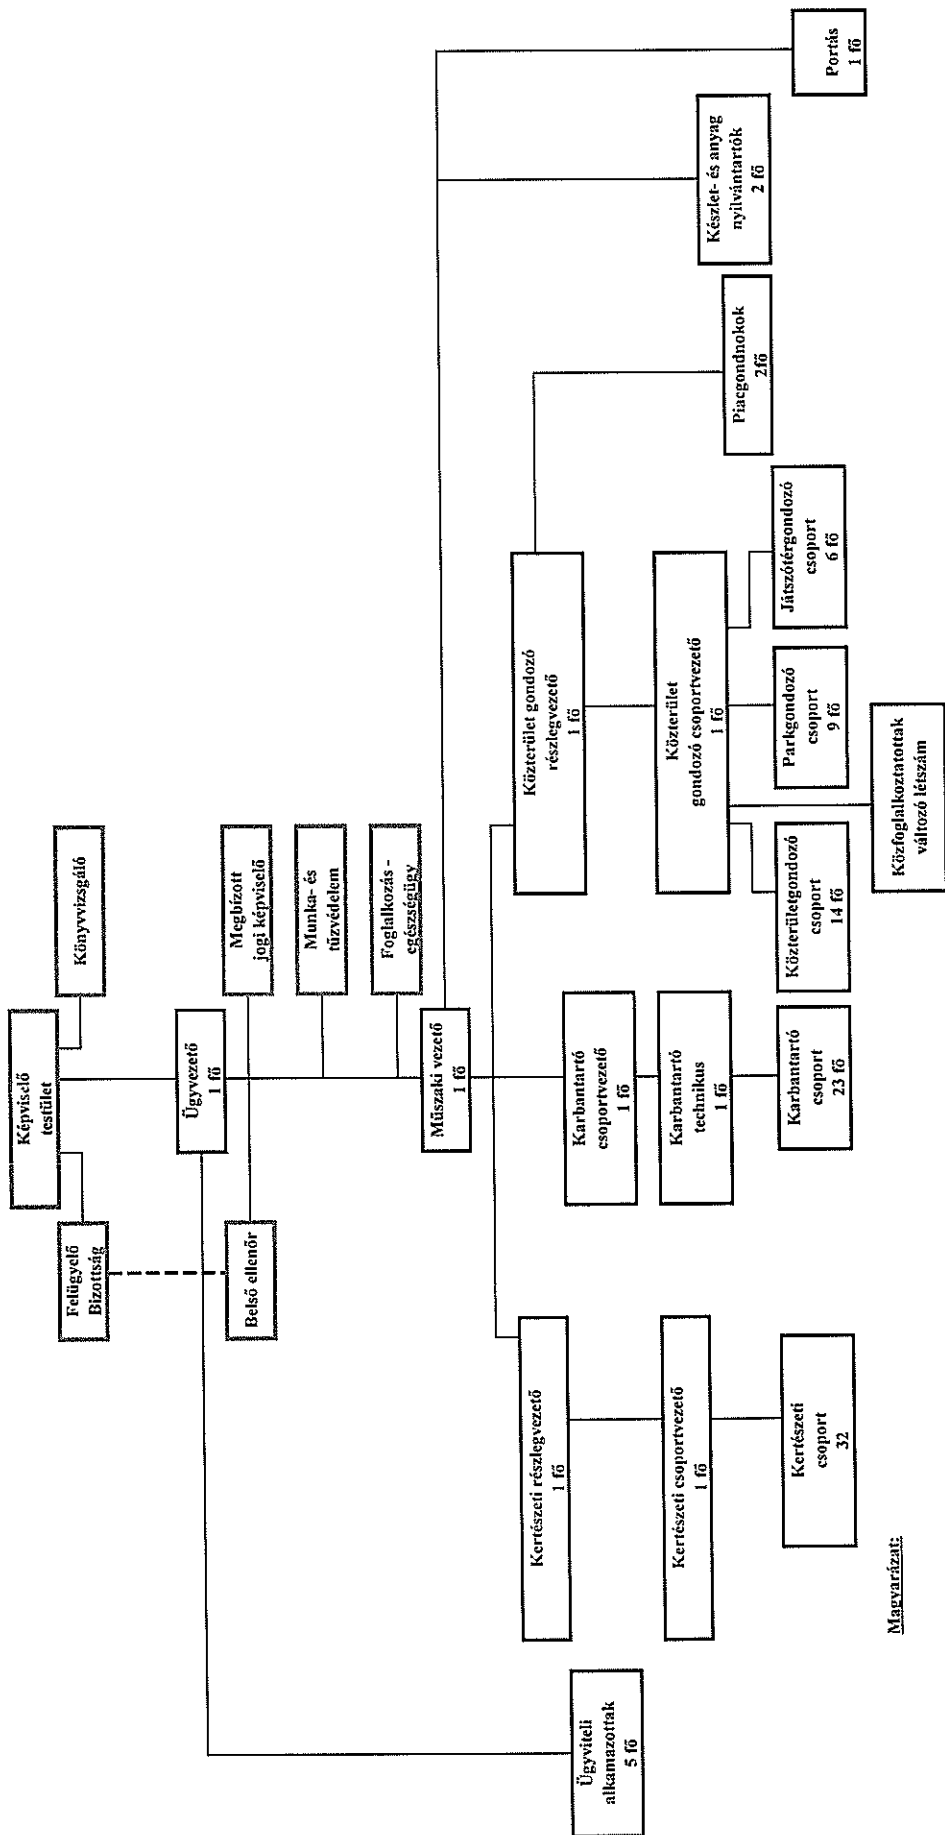 Képviselő
testület
Felügyelő
Bizottság
Könyvvizsgáló
Ügyvezető
1 fő
Belső ellenőr
Megbízott
jogi képviselő
Munka- és
tűzvédelem
Foglalkozás -
egészségügy
Műszaki vezető
1 fő
Ügyviteli
alkamazottak
5 fő
Kertészeti részlegvezető
1 fő
Karbantartó
csoportvezető
1 fő
Közterület gondozó
részlegvezető
1 fő
Kertészeti csoportvezető
1 fő
Karbantartó
technikus
1 fő
Közterület
gondozó csoportvezető
1 fő
Piacgondnokok
2fő
Készlet- és anyag
nyilvántartók
2 fő
Portás
1 fő
Kertészeti
csoport
32
Karbantartó
csoport
23 fő
Közterületgondozó
csoport
14 fő
Parkgondozó
csoport
9 fő
Játszótérgondozó
csoport
6 fő
Közfoglalkoztatottak
változó létszám
Magyarázat: